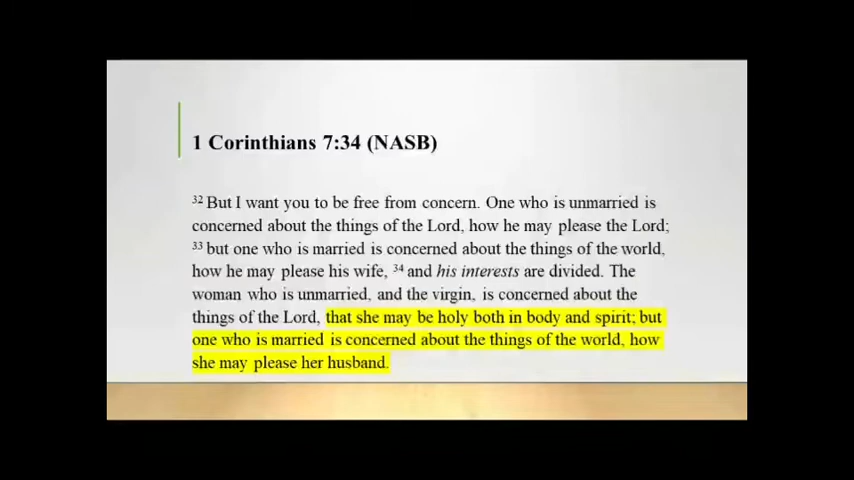 1 Corinthians 7:34 (NASB)
32 But I want you to be free from concern. One who is unmarried is
concerned about the things of the Lord, how he may please the Lord;
33 but one who is married is concerned about the things of the world,
how he may please his wife, 34 and his interests are divided. The
woman who is unmarried, and the virgin, is concerned about the
things of the Lord, that she may be holy both in body and spirit; but
one who is married is concerned about the things of the world, how
she may please her husband.